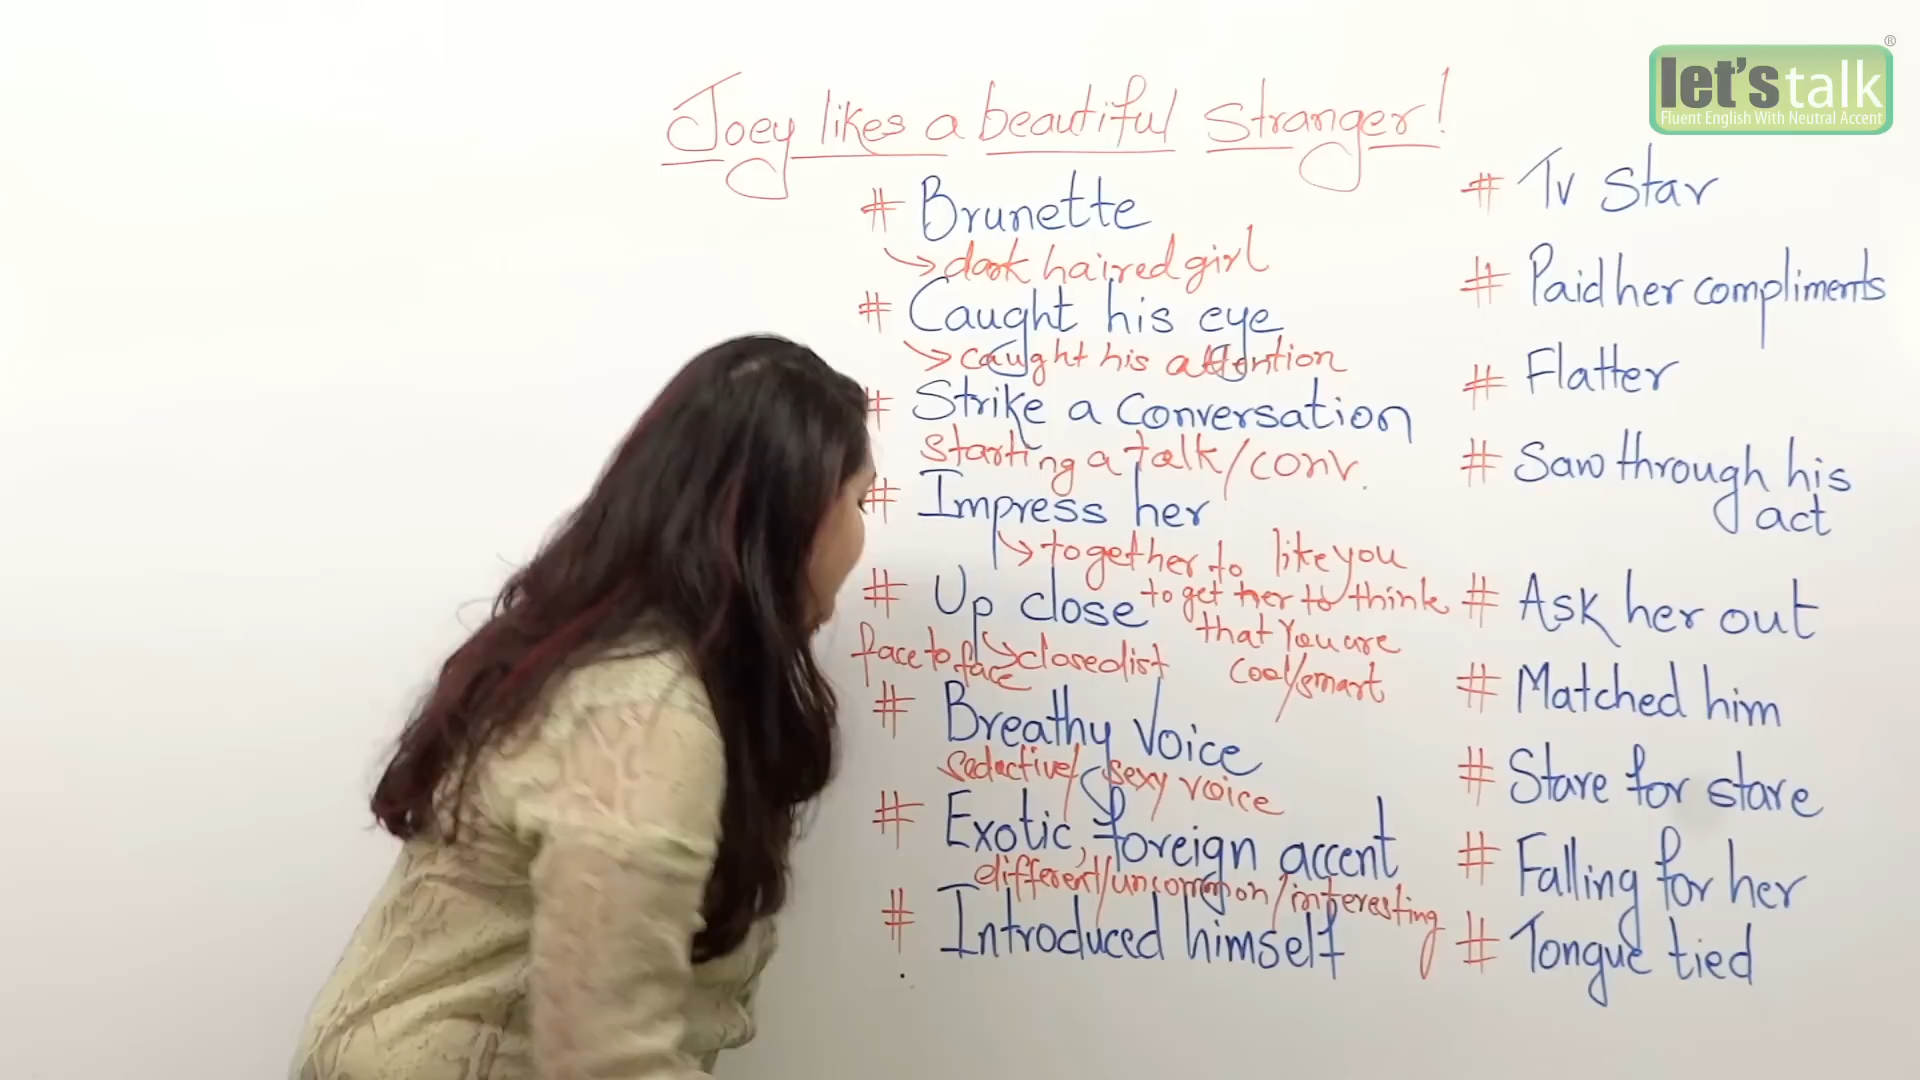 let's talk ®
Fluent English With Neutral Accent
Joey likes a beautiful stranger!
# Brunette
→ dark haired girl
# Caught his eye
→ caught his attention
# Strike a conversation
starting a talk/conv.
# Impress her
→ together to like you
to get her to think
that you are
cool/smart
# Up close
→ closedist
face to face
# Breathy voice
seductive/sexy voice
# Exotic, foreign accent
different/uncommon/interesting
# Introduced himself
# Tv Star
# Paid her compliments
# Flatter
# Saw through his
act
# Ask her out
# Matched him
# Stare for stare
# Falling for her
# Tongue tied